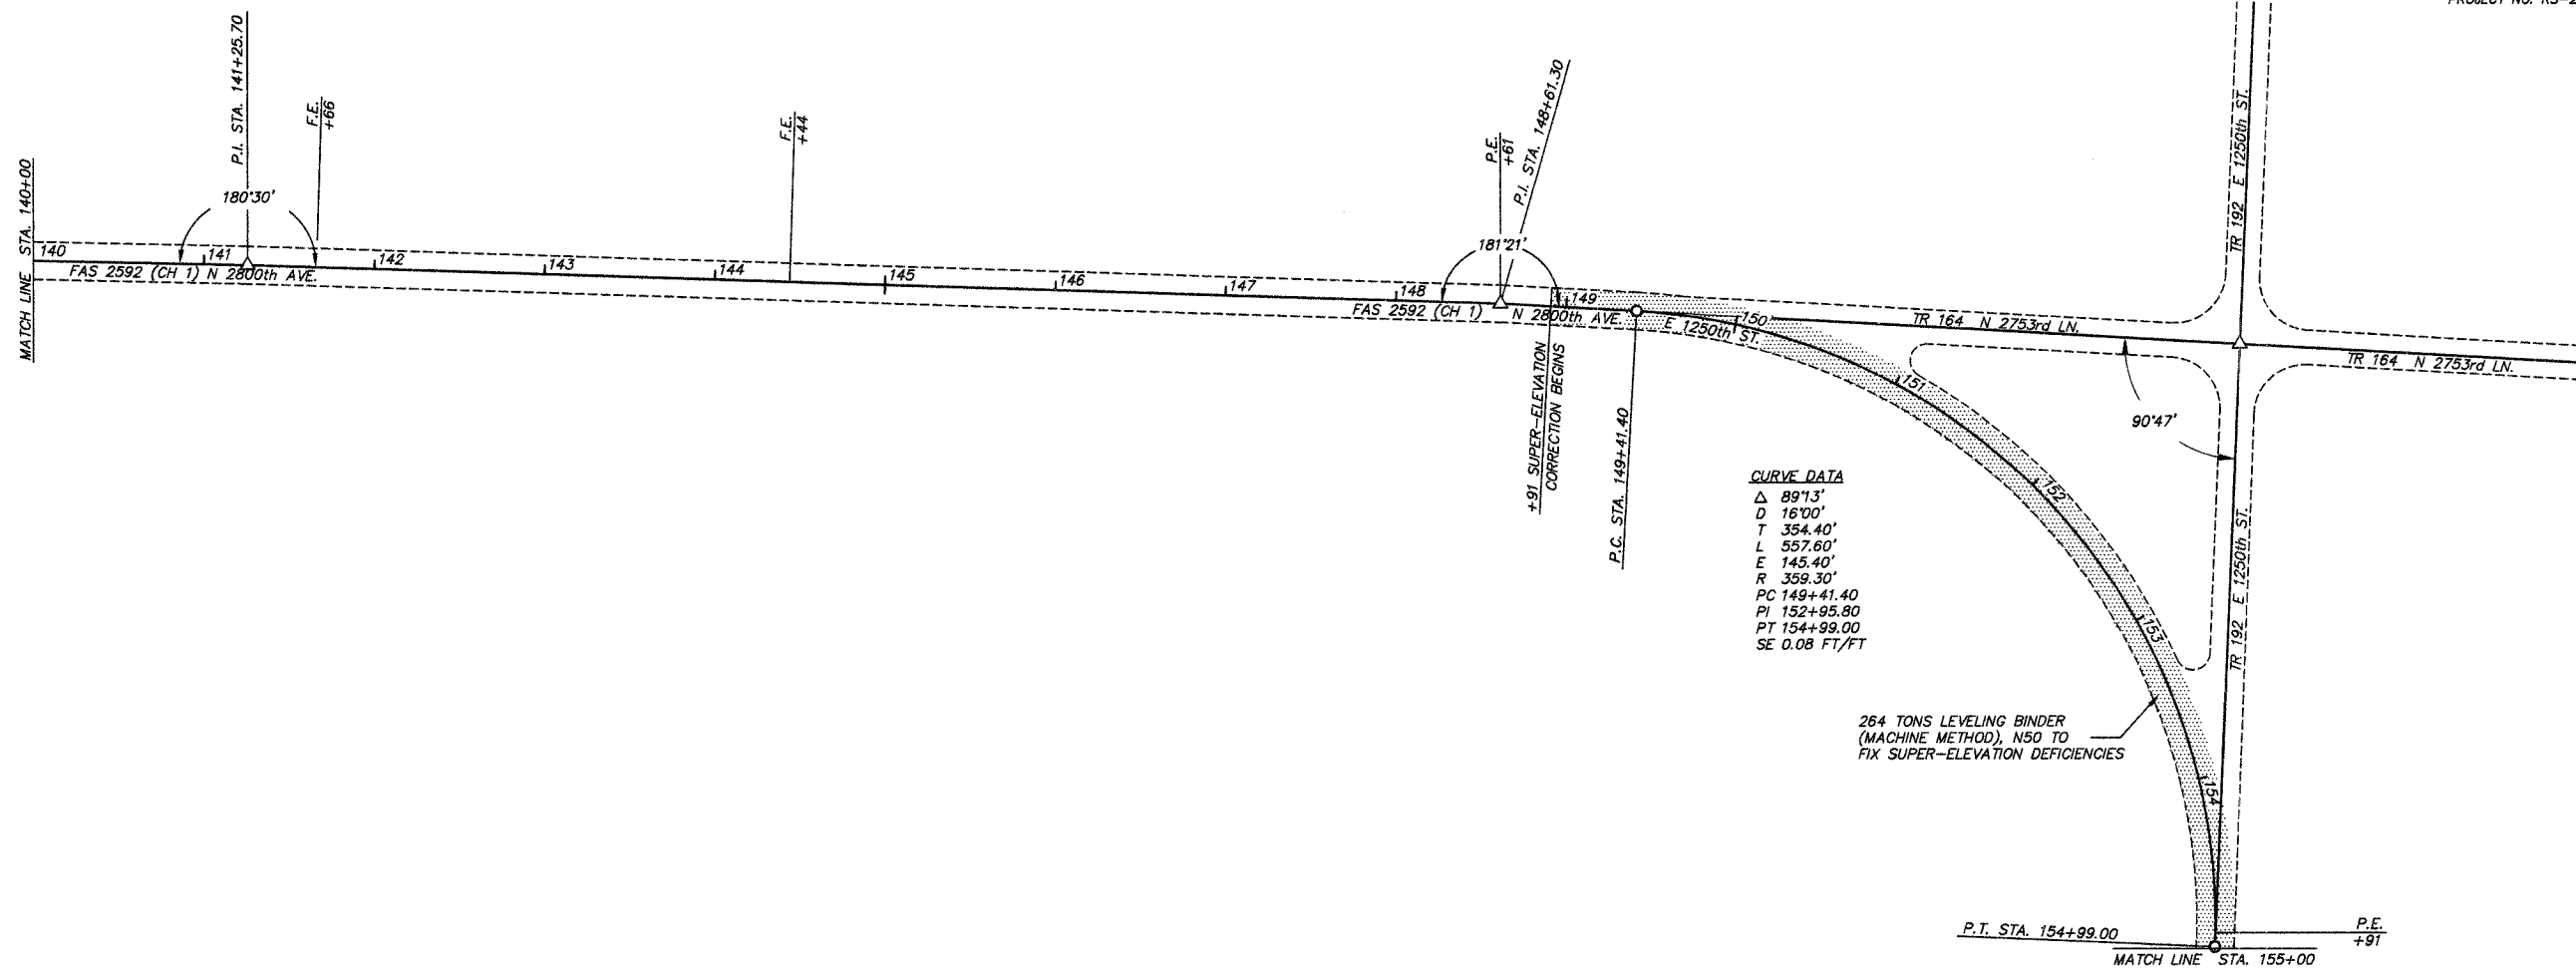 PROJECT NO. RS-2
P.I. STA. 141+25.70
F.E.
+66
F.E.
+44
P.E.
+61
P.I. STA. 148+61.30
MATCH LINE STA. 140+00
180°30'
181°21'
140
141
142
143
144
145
146
147
148
149
150
151
152
153
154
FAS 2592 (CH 1) N 2800th AVE.
FAS 2592 (CH 1) N 2800th AVE.
E 1250th ST.
TR 164 N 2753rd LN.
TR 164 N 2753rd LN.
TR 192 E 1250th ST.
TR 192 E 1250th ST.
90°47'
+91 SUPER-ELEVATION
CORRECTION BEGINS
P.C. STA. 149+41.40
CURVE DATA
△ 89°13'
D 16°00'
T 354.40'
L 557.60'
E 145.40'
R 359.30'
PC 149+41.40
PI 152+95.80
PT 154+99.00
SE 0.08 FT/FT
264 TONS LEVELING BINDER
(MACHINE METHOD), N50 TO
FIX SUPER-ELEVATION DEFICIENCIES
P.T. STA. 154+99.00
P.E.
+91
MATCH LINE STA. 155+00